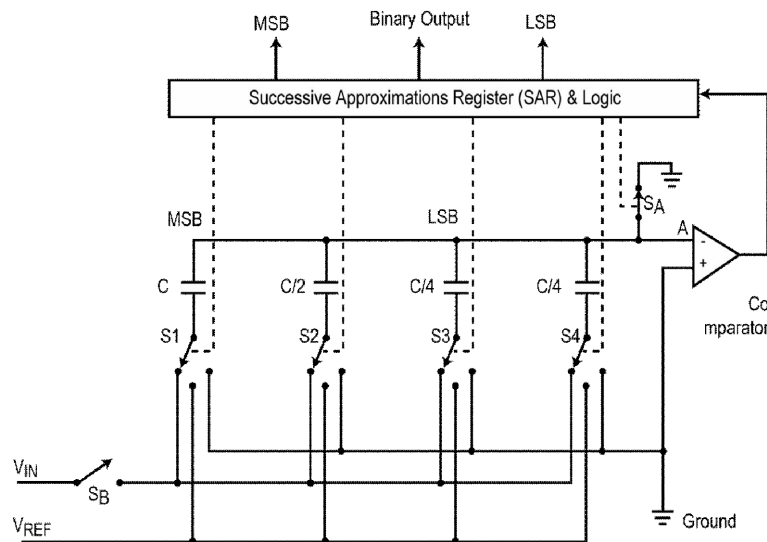 MSB Binary Output LSB
Successive Approximations Register (SAR) & Logic
SA
MSB LSB A
-
+
C C/2 C/4 C/4
Co
mparator
S1 S2 S3 S4
VIN
SB
VREF
Ground